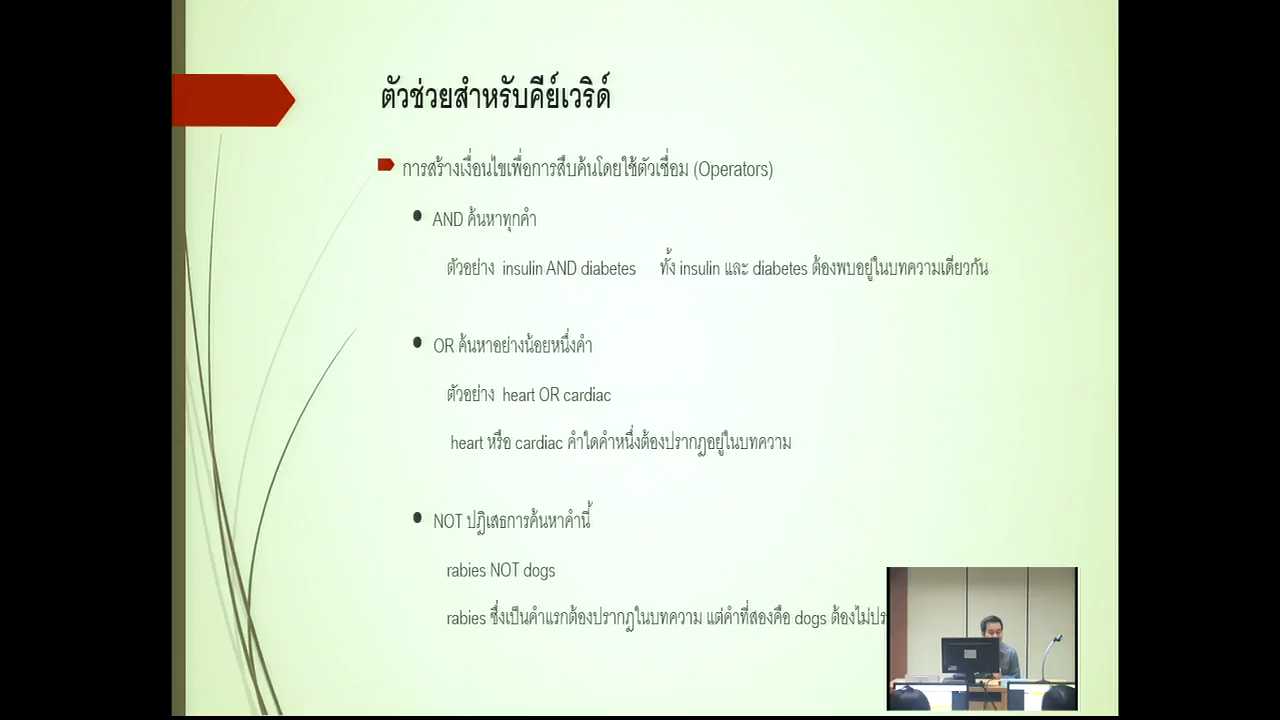 ตัวช่วยสำหรับคีย์เวิร์ด
การสร้างเงื่อนไขเพื่อการสืบค้นโดยใช้ตัวเชื่อม (Operators)
AND ค้นหาทุกคำ
ตัวอย่าง insulin AND diabetes ทั้ง insulin และ diabetes ต้องพบอยู่ในบทความเดียวกัน
OR ค้นหาอย่างน้อยหนึ่งคำ
ตัวอย่าง heart OR cardiac
heart หรือ cardiac คำใดคำหนึ่งต้องปรากฏอยู่ในบทความ
NOT ปฏิเสธการค้นหาคำนี้
rabies NOT dogs
rabies ซึ่งเป็นคำแรกต้องปรากฏในบทความ แต่คำที่สองคือ dogs ต้องไม่